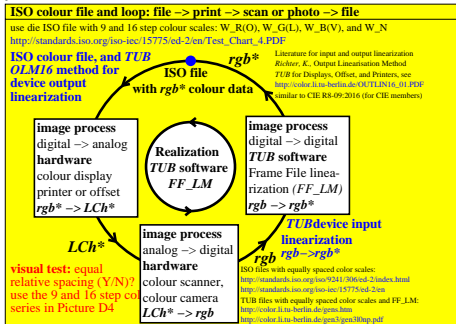 ISO colour file and loop: file –> print –> scan or photo –> file
use die ISO file with 9 and 16 step colour scales: W_R(O), W_G(L), W_B(V), and W_N
http://standards.iso.org/iso-iec/15775/ed-2/en/Test_Chart_4.PDF
ISO colour file, and TUB
OLM16 method for
device output
linearization
rgb*
ISO file
with rgb* colour data
Literature for input and output linearization
Richter, K., Output Linearisation Method
TUB for Displays, Offset, and Printers, see
http://color.li.tu-berlin.de/OUTLIN16_01.PDF
similar to CIE R8-09:2016 (for CIE members)
image process
digital –> analog
hardware
colour display
printer or offset
rgb* –> LCh*
Realization
TUB software
FF_LM
image process
digital –> digital
TUB software
Frame File linea-
rization (FF_LM)
rgb –> rgb*
LCh*
image process
analog –> digital
hardware
colour scanner,
colour camera
LCh* –> rgb
rgb
TUBdevice input
linearization
rgb–>rgb*
visual test: equal
relative spacing (Y/N)?
use the 9 and 16 step col
series in Picture D4
ISO files with equally spaced color scales:
http://standards.iso.org/iso/9241/306/ed-2/index.html
http://standards.iso.org/iso-iec/15775/ed-2/en
TUB files with equally spaced color scales and FF_LM:
http://color.li.tu-berlin.de/gens.htm
http://color.li.tu-berlin.de/gen3/gen3l0np.pdf